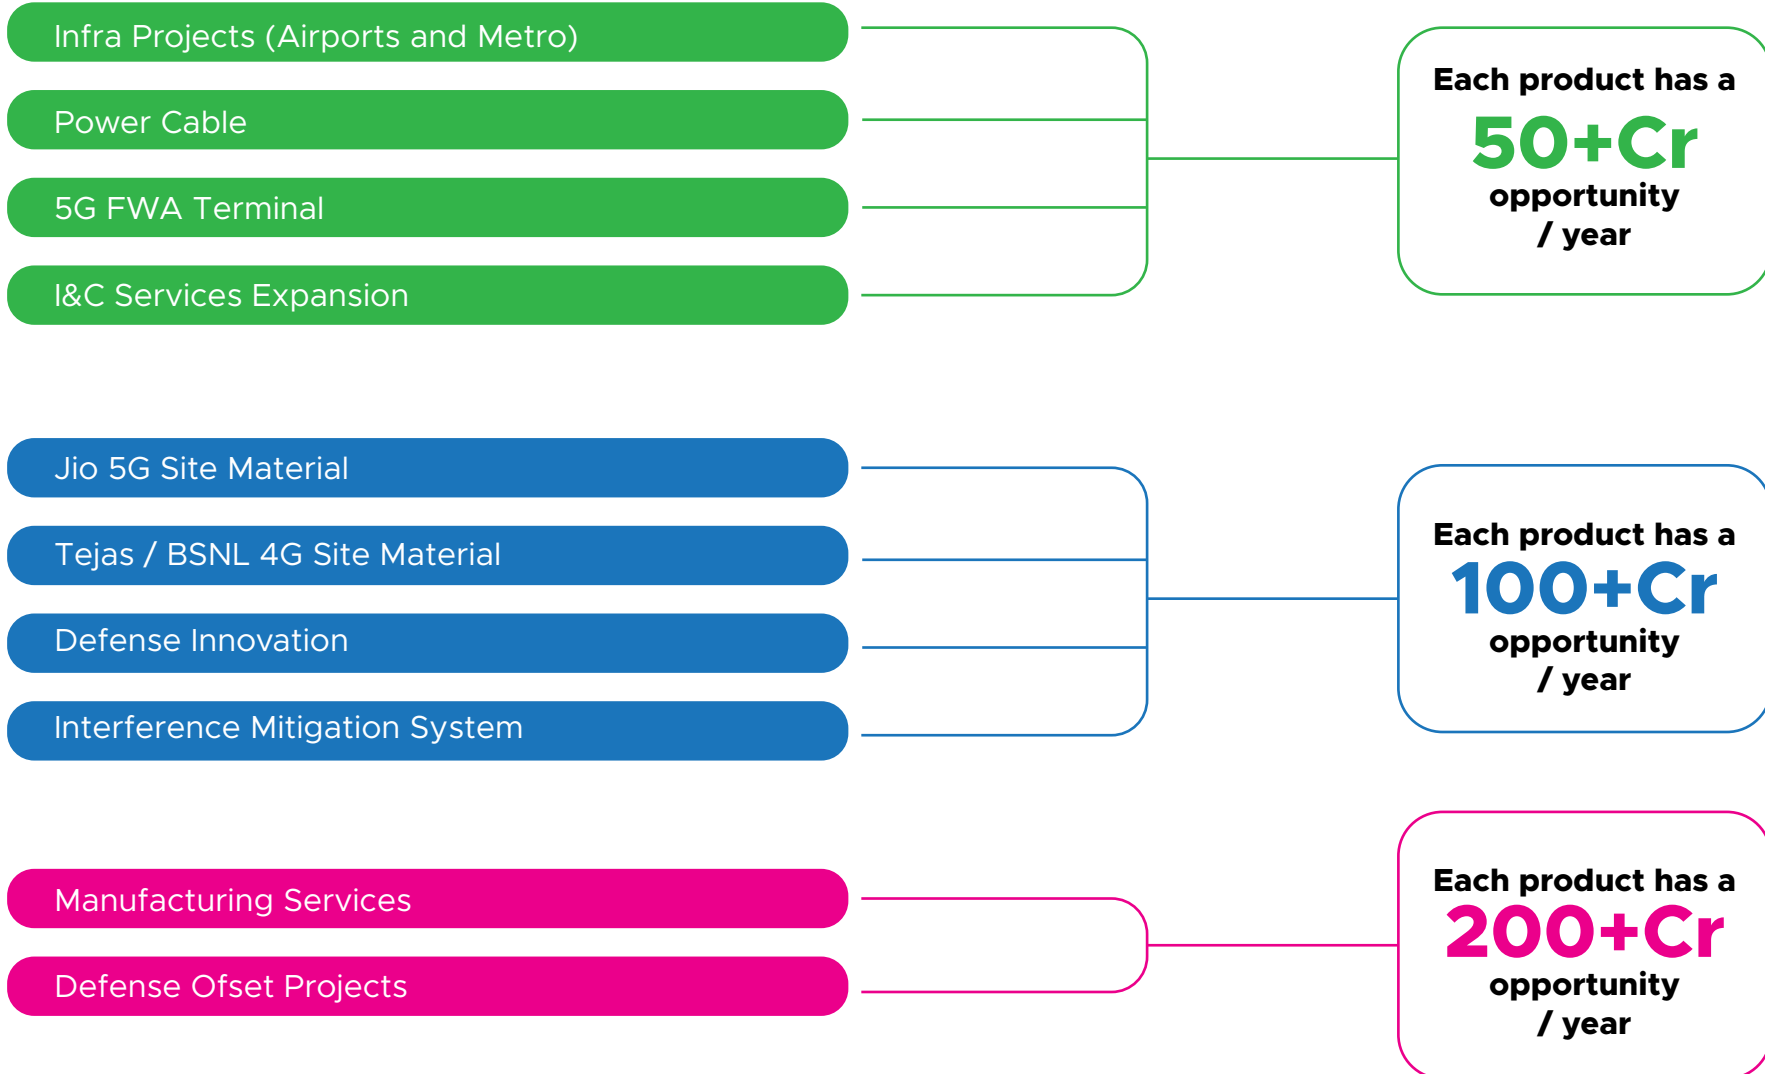 Infra Projects (Airports and Metro)
Power Cable
5G FWA Terminal
I&C Services Expansion
Each product has a
50+Cr
opportunity
/ year
Jio 5G Site Material
Tejas / BSNL 4G Site Material
Defense Innovation
Interference Mitigation System
Each product has a
100+Cr
opportunity
/ year
Manufacturing Services
Defense Ofset Projects
Each product has a
200+Cr
opportunity
/ year